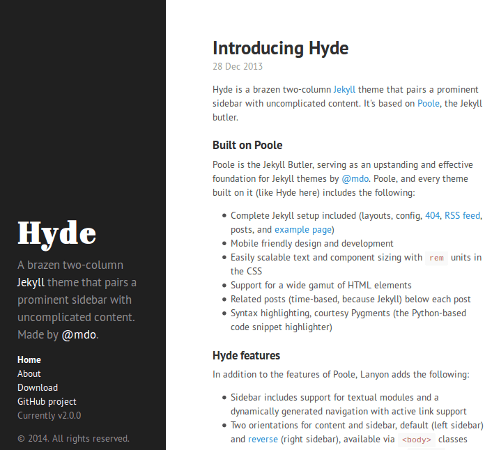 Hyde
A brazen two-column
Jekyll theme that pairs a
prominent sidebar with
uncomplicated content.
Made by @mdo.
Home
About
Download
GitHub project
Currently v2.0.0
© 2014. All rights reserved.
Introducing Hyde
28 Dec 2013
Hyde is a brazen two-column Jekyll theme that pairs a prominent
sidebar with uncomplicated content. It's based on Poole, the Jekyll
butler.
Built on Poole
Poole is the Jekyll Butler, serving as an upstanding and effective
foundation for Jekyll themes by @mdo. Poole, and every theme
built on it (like Hyde here) includes the following:
• Complete Jekyll setup included (layouts, config, 404, RSS feed,
posts, and example page)
• Mobile friendly design and development
• Easily scalable text and component sizing with rem units in
the CSS
• Support for a wide gamut of HTML elements
• Related posts (time-based, because Jekyll) below each post
• Syntax highlighting, courtesy Pygments (the Python-based
code snippet highlighter)
Hyde features
In addition to the features of Poole, Lanyon adds the following:
• Sidebar includes support for textual modules and a
dynamically generated navigation with active link support
• Two orientations for content and sidebar, default (left sidebar)
and reverse (right sidebar), available via <body> classes